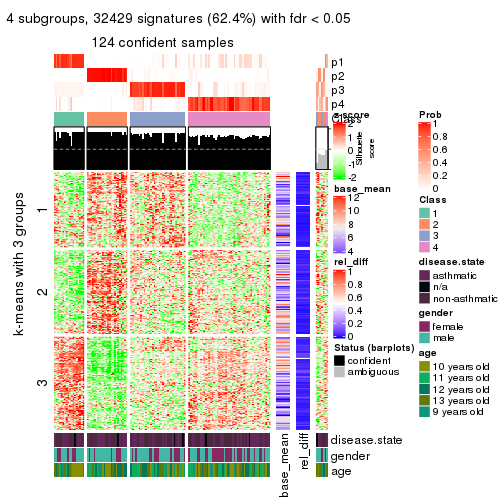 4 subgroups, 32429 signatures (62.4%) with fdr < 0.05
124 confident samples
p1
p2
p3
p4
Class
Silhouette score
k-means with 3 groups
1
2
3
z-score
2
1
0
-1
-2
base_mean
12
10
8
6
4
rel_diff
1
0.8
0.6
0.4
0.2
0
Status (barplots)
confident
ambiguous
Prob
1
0.8
0.6
0.4
0.2
0
Class
1
2
3
4
disease.state
asthmatic
n/a
non-asthmatic
gender
female
male
age
10 years old
11 years old
12 years old
13 years old
9 years old
base_mean
rel_diff
disease.state
gender
age